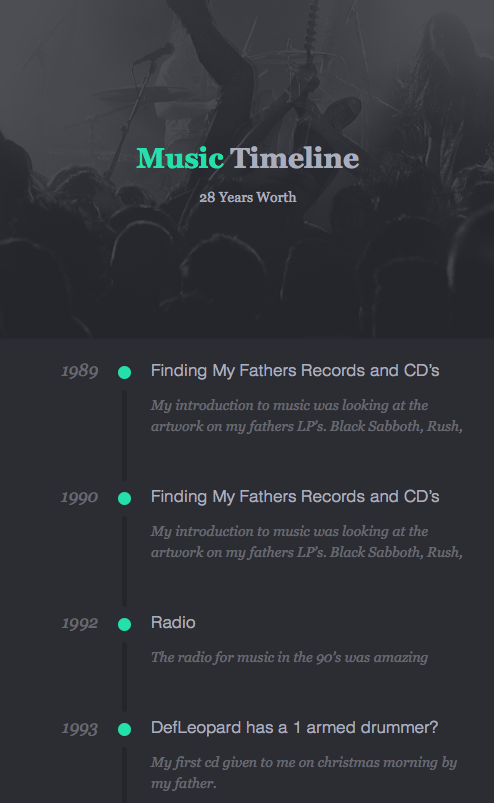 Music Timeline
28 Years Worth
1989
Finding My Fathers Records and CD's
My introduction to music was looking at the
artwork on my fathers LP's. Black Sabboth, Rush,
1990
Finding My Fathers Records and CD's
My introduction to music was looking at the
artwork on my fathers LP's. Black Sabboth, Rush,
1992
Radio
The radio for music in the 90's was amazing
1993
DefLeopard has a 1 armed drummer?
My first cd given to me on christmas morning by
my father.